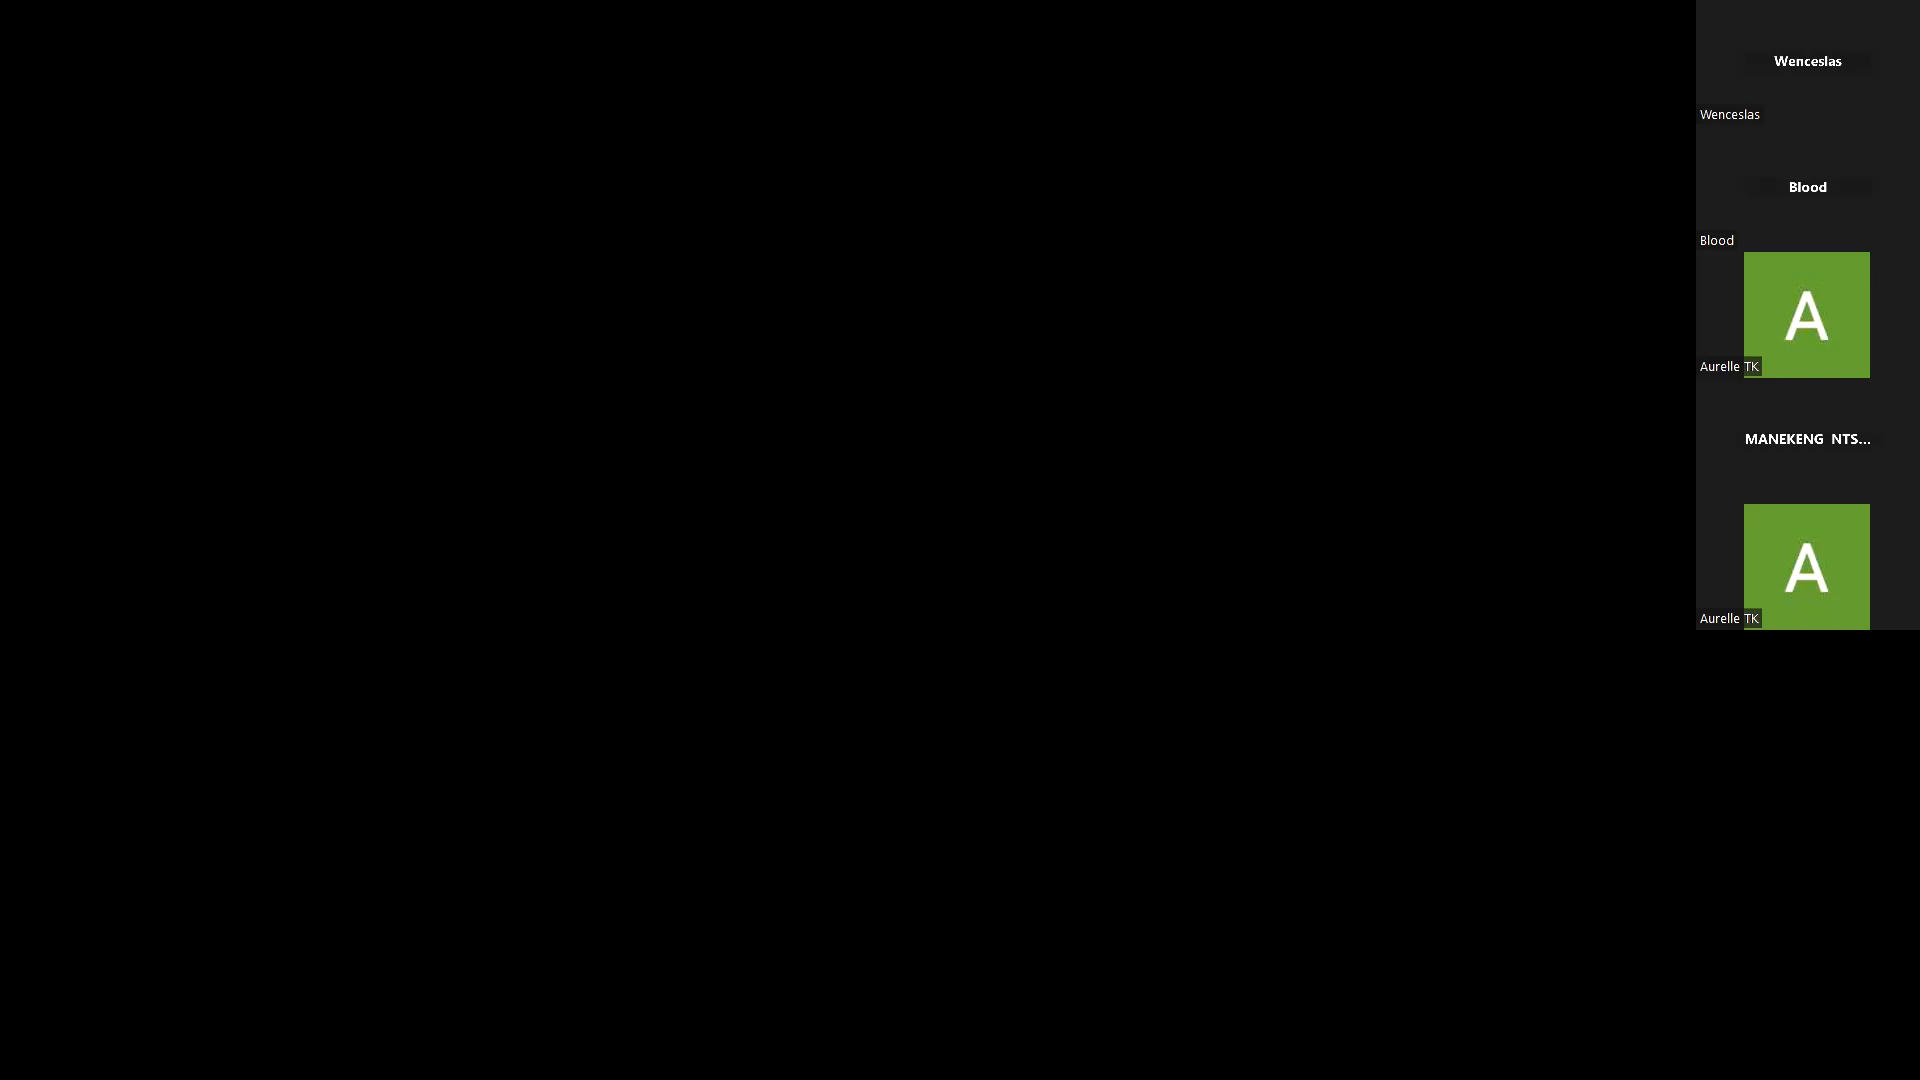 Wenceslas
Wenceslas
Blood
Blood
A
Aurelle TK
MANEKENG NTS...
A
Aurelle TK